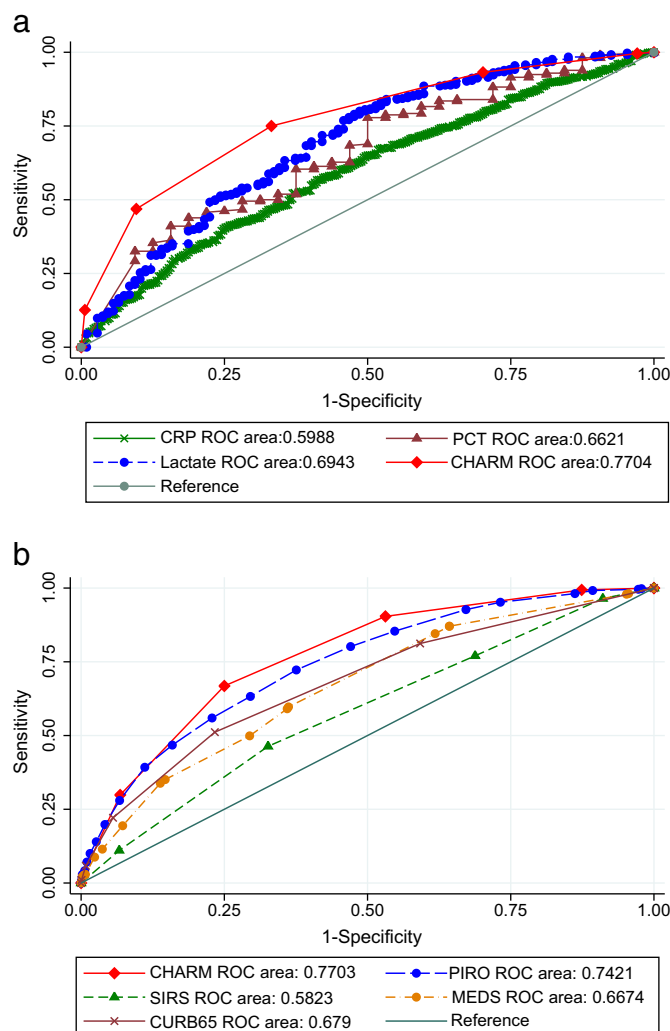 a
1.00
0.75
0.50
0.25
0.00
Sensitivity
0.00 0.25 0.50 0.75 1.00
1-Specificity
CRP ROC area:0.5988 PCT ROC area:0.6621
Lactate ROC area:0.6943 CHARM ROC area:0.7704
Reference
b
1.00
0.75
0.50
0.25
0.00
Sensitivity
0.00 0.25 0.50 0.75 1.00
1-Specificity
CHARM ROC area: 0.7703 PIRO ROC area: 0.7421
SIRS ROC area: 0.5823 MEDS ROC area: 0.6674
CURB65 ROC area: 0.679 Reference